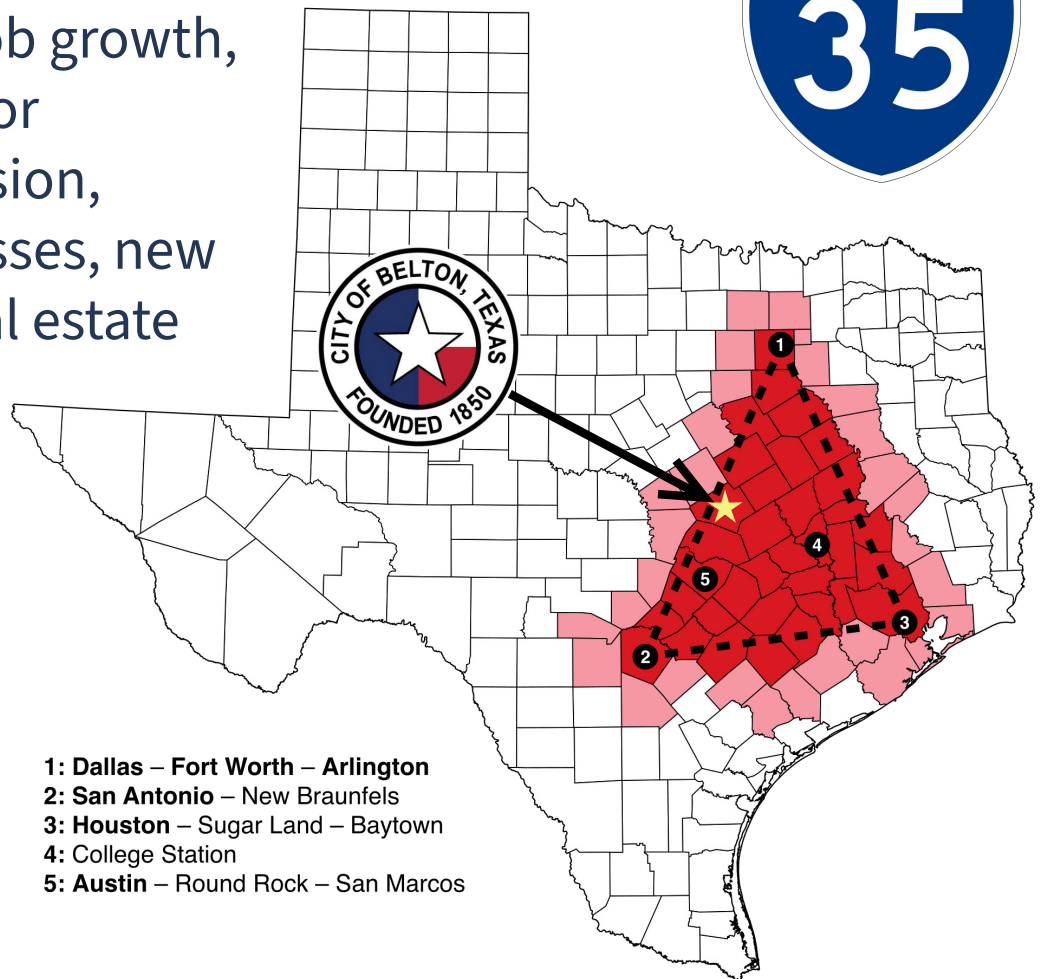 ob growth,
or
sion,
sses, new
al estate
35
CITY OF BELTON, TEXAS
FOUNDED 1850
1
4
5
3
2
1: Dallas – Fort Worth – Arlington
2: San Antonio – New Braunfels
3: Houston – Sugar Land – Baytown
4: College Station
5: Austin – Round Rock – San Marcos